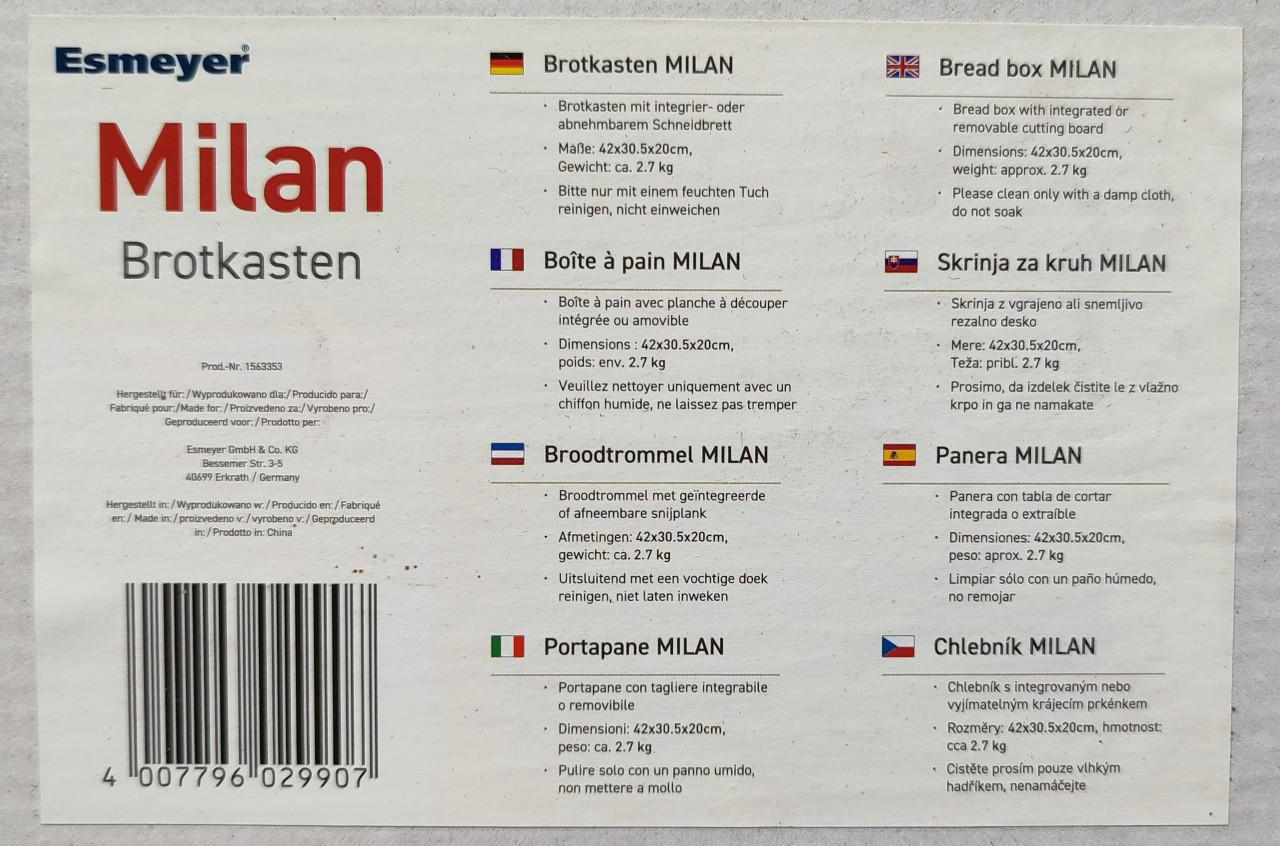 Esmeyer®
Milan
Brotkasten
Prod.-Nr. 1563353
Hergestellt für:/Wyprodukowano dla:/Producido para:/
Fabriqué pour:/Made for:/Proizvedeno za:/Vyrobeno pro:/
Geproduceerd voor:/Prodotto per:
Esmeyer GmbH & Co. KG
Bessemer Str. 3-5
40699 Erkrath / Germany
Hergestellt in:/Wyprodukowano w:/Producido en:/Fabriqué
en:/ Made in:/proizvedeno v:/vyrobeno v:/Geproduceerd
in:/Prodotto in: China
4 007796 029907
Brotkasten MILAN
· Brotkasten mit integrier- oder
abnehmbarem Schneidbrett
· Maße: 42x30.5x20cm,
Gewicht: ca. 2.7 kg
· Bitte nur mit einem feuchten Tuch
reinigen, nicht einweichen
Boîte à pain MILAN
· Boîte à pain avec planche à découper
intégrée ou amovible
· Dimensions : 42x30.5x20cm,
poids: env. 2.7 kg
· Veuillez nettoyer uniquement avec un
chiffon humide, ne laissez pas tremper
Broodtrommel MILAN
· Broodtrommel met geïntegreerde
of afneembare snijplank
· Afmetingen: 42x30.5x20cm,
gewicht: ca. 2.7 kg
· Uitsluitend met een vochtige doek
reinigen, niet laten inweken
Portapane MILAN
· Portapane con tagliere integrabile
o removibile
· Dimensioni: 42x30.5x20cm,
peso: ca. 2.7 kg
· Pulire solo con un panno umido,
non mettere a mollo
Bread box MILAN
· Bread box with integrated or
removable cutting board
· Dimensions: 42x30.5x20cm,
weight: approx. 2.7 kg
· Please clean only with a damp cloth,
do not soak
Skrinja za kruh MILAN
· Skrinja z vgrajeno ali snemljivo
rezalno desko
· Mere: 42x30.5x20cm,
Teža: pribl. 2.7 kg
· Prosimo, da izdelek čistite le z vlažno
krpo in ga ne namakate
Panera MILAN
· Panera con tabla de cortar
integrada o extraíble
· Dimensiones: 42x30.5x20cm,
peso: aprox. 2.7 kg
· Limpiar sólo con un paño húmedo,
no remojar
Chlebník MILAN
· Chlebník s integrovaným nebo
vyjímatelným krájecím prkénkem
· Rozměry: 42x30.5x20cm, hmotnost:
cca 2.7 kg
· Cistěte prosím pouze vlhkým
hadříkem, nenamáčejte